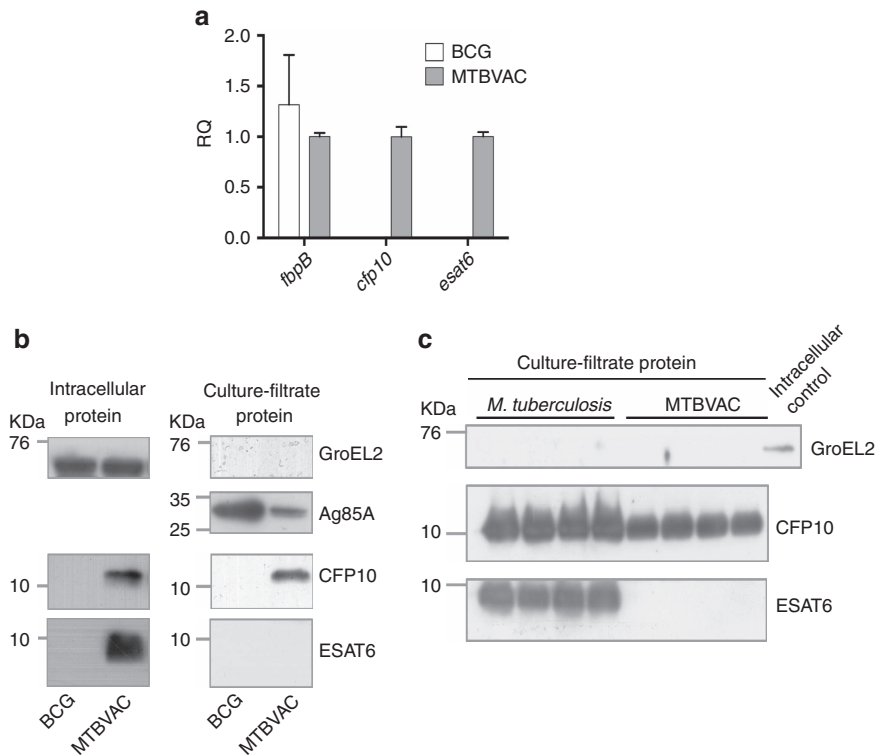 a
2.0
1.5
1.0
0.5
0.0
RQ
BCG
MTBVAC
fbpB
cfp10
esat6
b
Intracellular
protein
Culture-filtrate
protein
KDa
76
76
GroEL2
35
25
Ag85A
10
10
CFP10
10
10
ESAT6
BCG
MTBVAC
BCG
MTBVAC
c
Culture-filtrate protein
Intracellular
control
KDa
M. tuberculosis
MTBVAC
76
GroEL2
10
CFP10
10
ESAT6